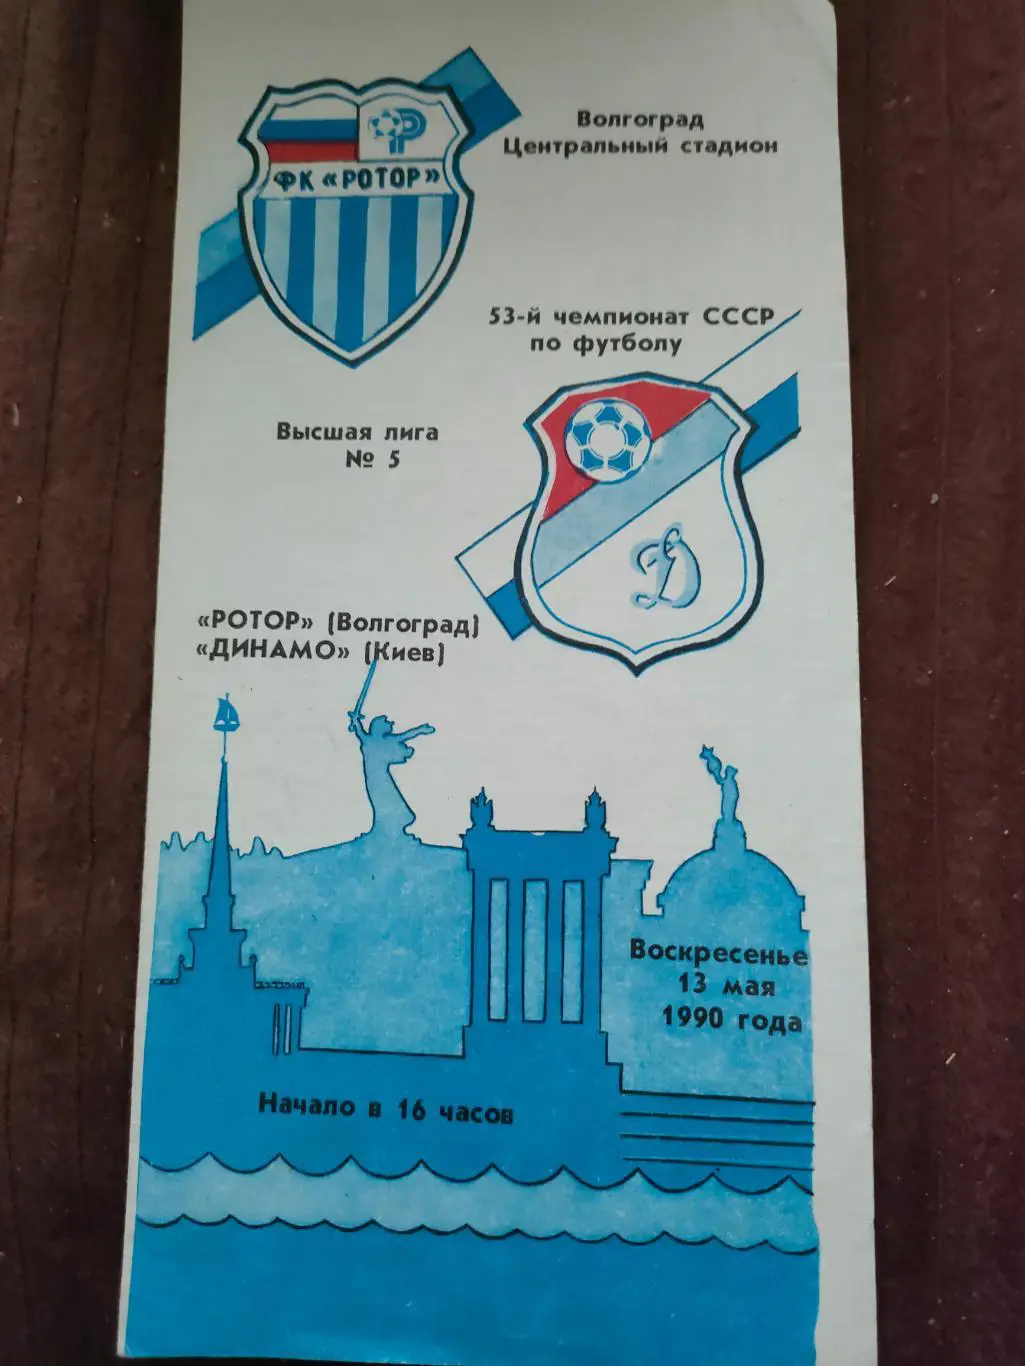 Волгоград
Центральный стадион
ФК «РОТОР»
53-й чемпионат СССР
по футболу
Высшая лига
№ 5
Д
«РОТОР» (Волгоград)
«ДИНАМО» (Киев)
Воскресенье
13 мая
1990 года
Начало в 16 часов